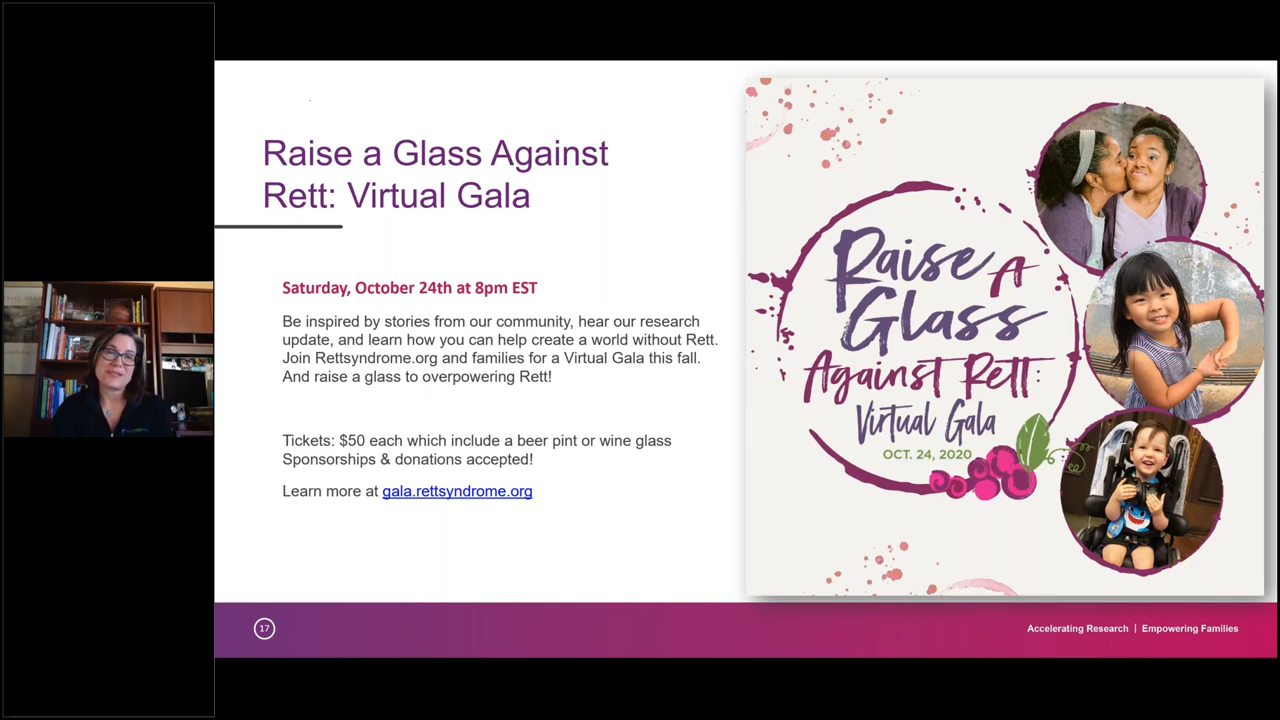 Raise a Glass Against
Rett: Virtual Gala
Saturday, October 24th at 8pm EST
Be inspired by stories from our community, hear our research
update, and learn how you can help create a world without Rett.
Join Rettsyndrome.org and families for a Virtual Gala this fall.
And raise a glass to overpowering Rett!
Tickets: $50 each which include a beer pint or wine glass
Sponsorships & donations accepted!
Learn more at gala.rettsyndrome.org
Raise A
Glass
Against Rett:
Virtual Gala
OCT. 24, 2020
17
Accelerating Research | Empowering Families